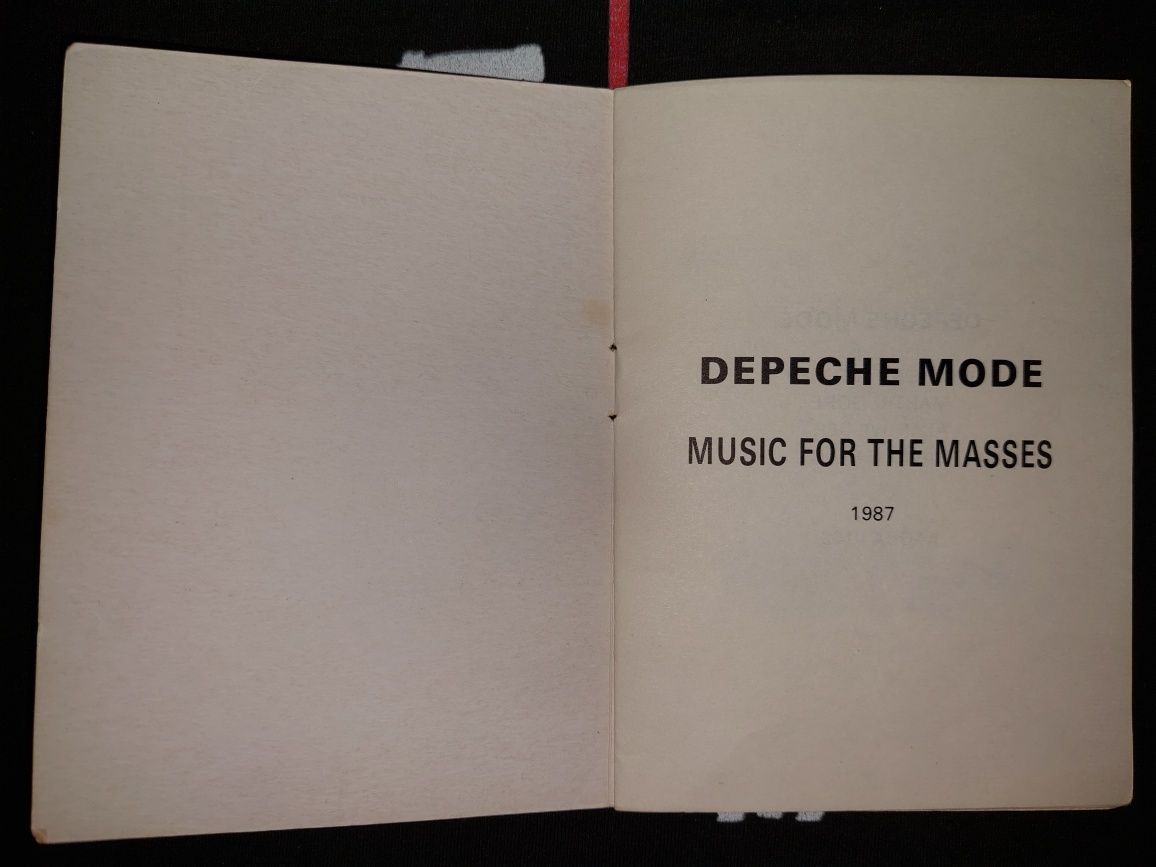 DEPECHE MODE
MUSIC FOR THE MASSES
1987